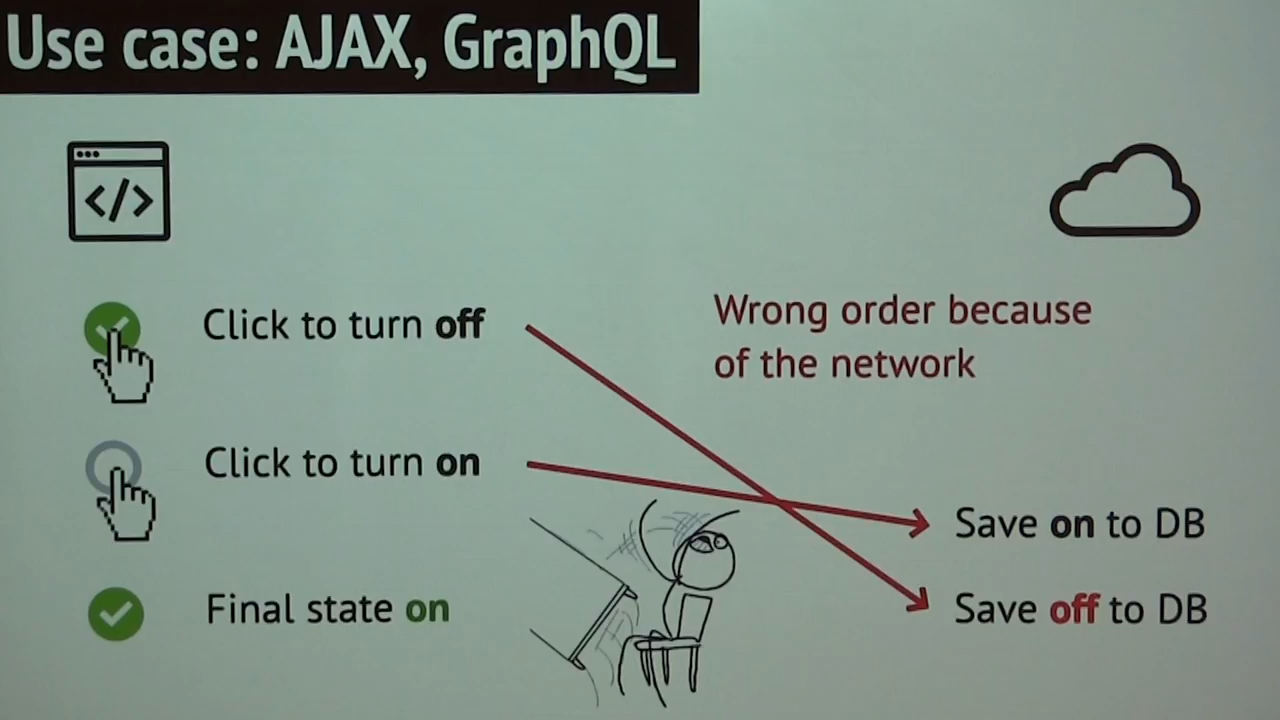 Use case: AJAX, GraphQL
</>
Click to turn off
Wrong order because
of the network
Click to turn on
Save on to DB
Final state on
Save off to DB